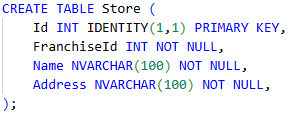 CREATE TABLE Store (
    Id INT IDENTITY(1,1) PRIMARY KEY,
    FranchiseId INT NOT NULL,
    Name NVARCHAR(100) NOT NULL,
    Address NVARCHAR(100) NOT NULL,
);